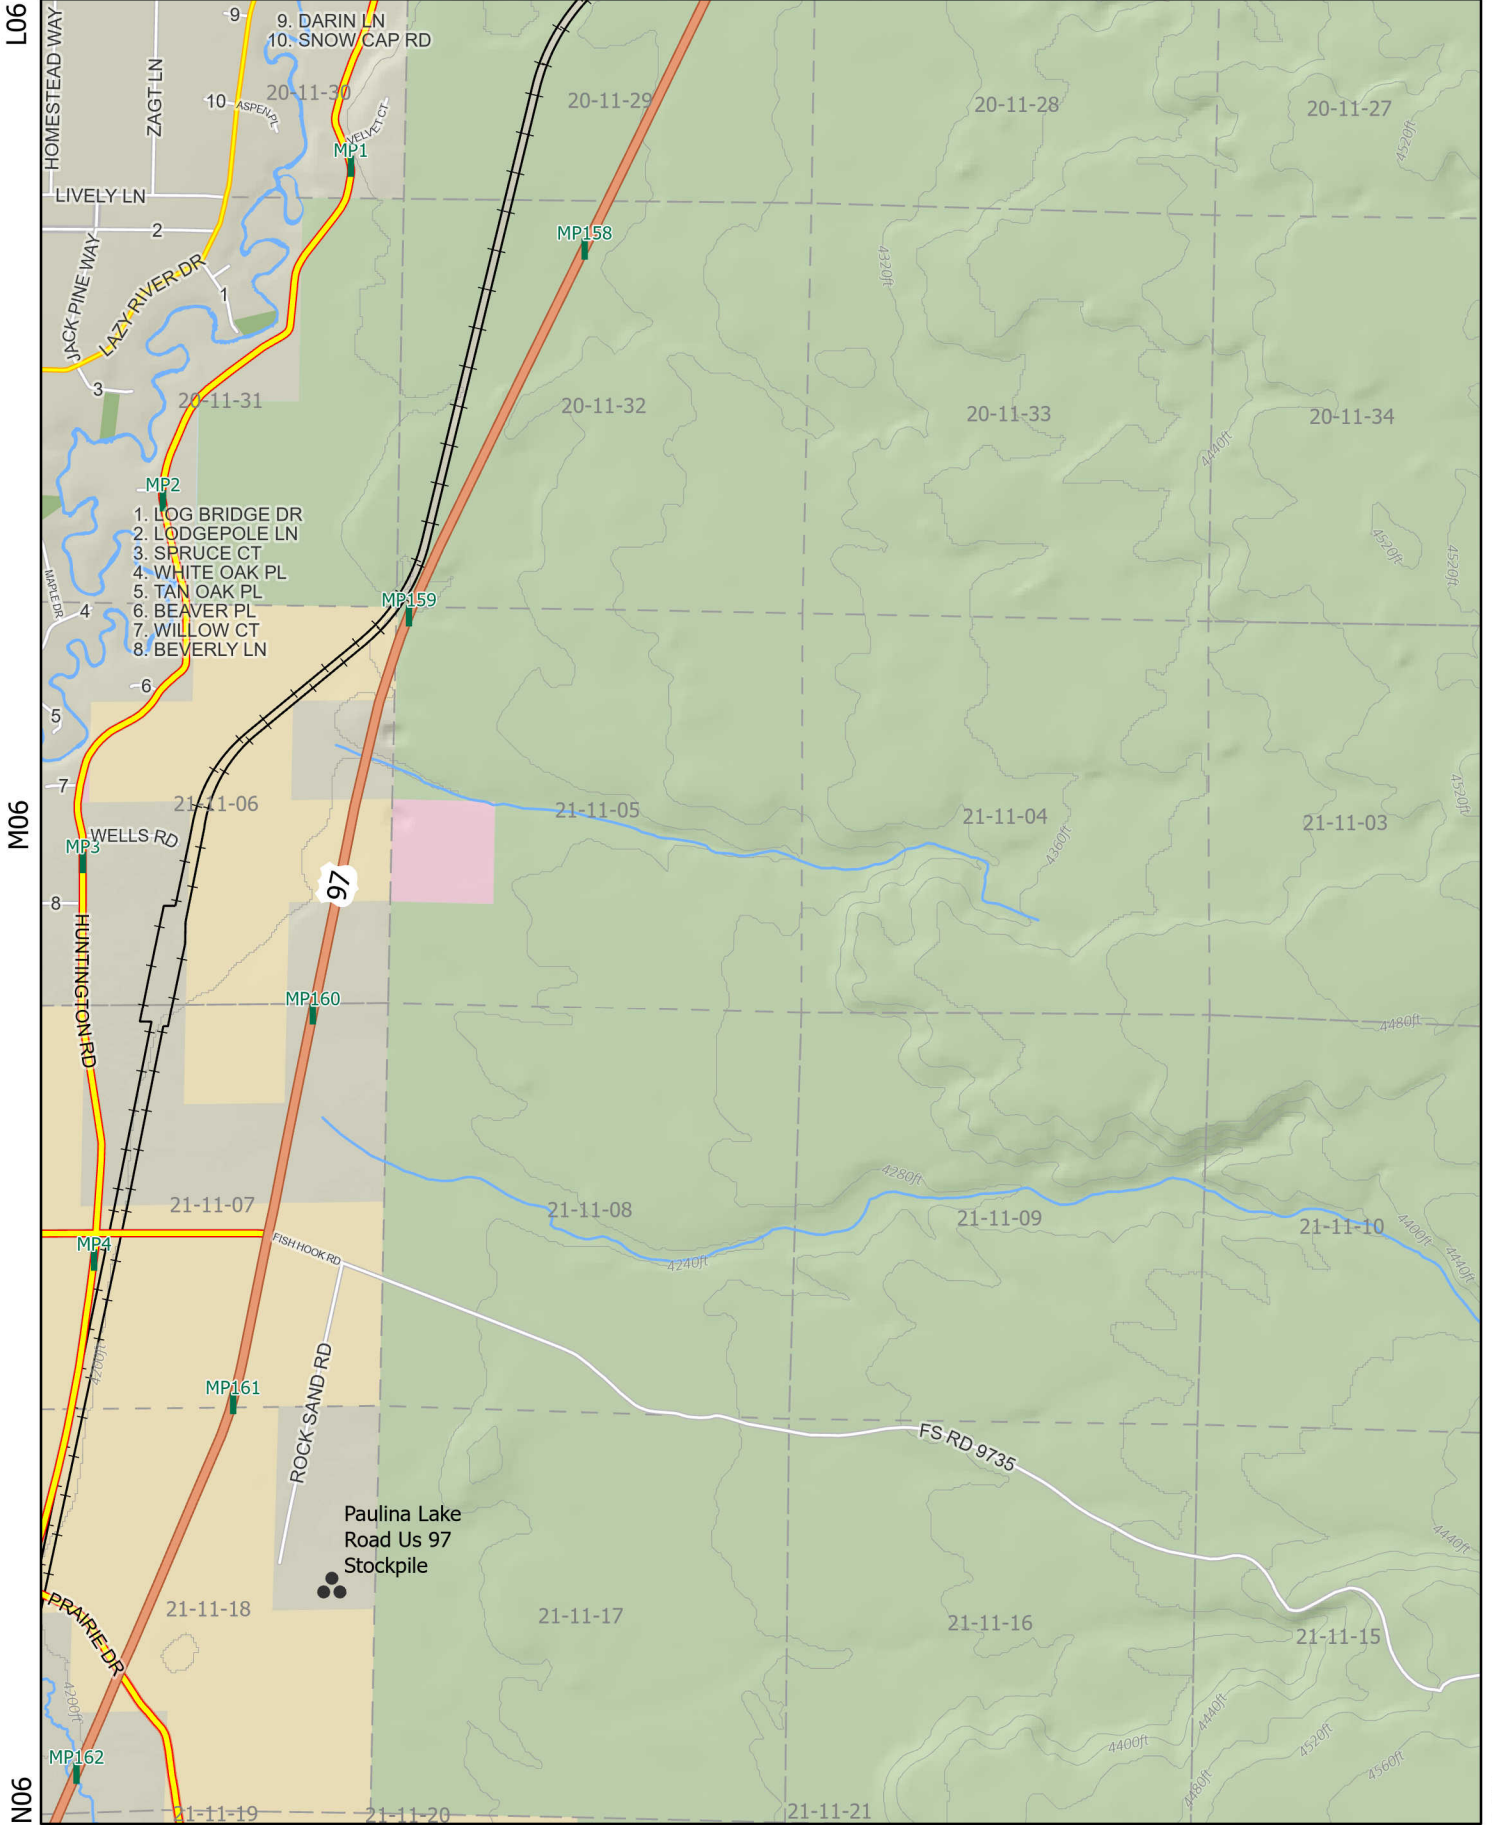 L06
HOMESTEAD WAY
ZAGT LN
9
9. DARIN LN
10. SNOW CAP RD
20-11-30
20-11-29
20-11-28
20-11-27
4520ft
10
ASPEN PL
VELVET CT
MP1
LIVELY LN
2
JACK PINE WAY
LAZY RIVER DR
1
MP158
4320ft
3
20-11-31
20-11-32
20-11-33
20-11-34
4440ft
MP2
1. LOG BRIDGE DR
2. LODGEPOLE LN
3. SPRUCE CT
4. WHITE OAK PL
5. TAN OAK PL
6. BEAVER PL
7. WILLOW CT
8. BEVERLY LN
4520ft
4520ft
MAPLE DR
4
MP159
6
5
7
M06
21-11-06
21-11-05
21-11-04
21-11-03
4520ft
4360ft
WELLS RD
MP3
97
8
HUNTINGTON RD
MP160
4480ft
21-11-07
21-11-08
4280ft
21-11-09
21-11-10
4400ft
4440ft
MP4
FISH HOOK RD
4240ft
4200ft
ROCK SAND RD
MP161
FS RD 9735
Paulina Lake
Road Us 97
Stockpile
4440ft
PRAIRIE DR
21-11-18
21-11-17
21-11-16
21-11-15
4200ft
4440ft
4400ft
4520ft
4560ft
4480ft
MP162
N06
21-11-19
21-11-20
21-11-21